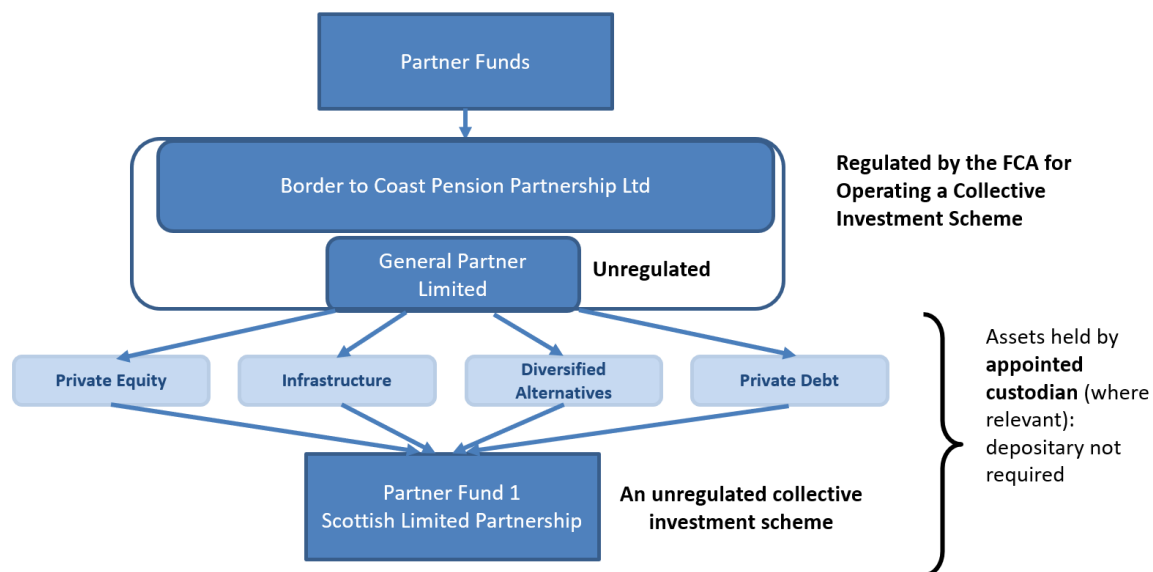 Partner Funds
Border to Coast Pension Partnership Ltd
Regulated by the FCA for
Operating a Collective
Investment Scheme
General Partner
Limited
Unregulated
Private Equity
Infrastructure
Diversified
Alternatives
Private Debt
Assets held by
appointed
custodian (where
relevant):
depositary not
required
Partner Fund 1
Scottish Limited Partnership
An unregulated collective
investment scheme